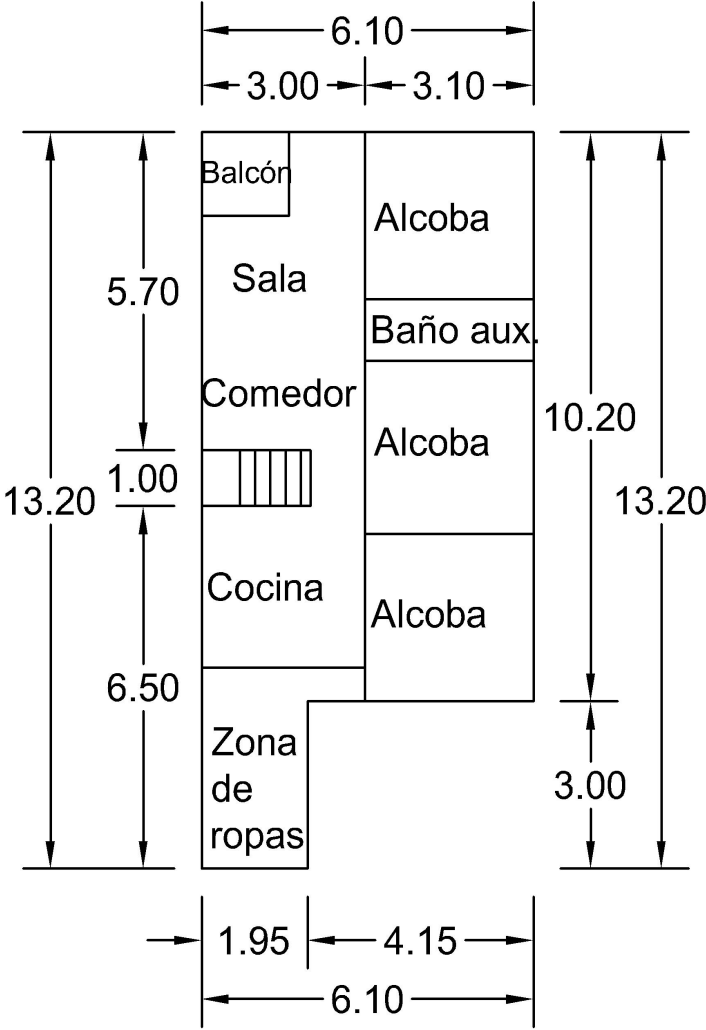 6.10
3.00
3.10
Balcón
Alcoba
Sala
5.70
Baño aux.
Comedor
10.20
Alcoba
1.00
13.20
13.20
Cocina
Alcoba
6.50
Zona
de
ropas
3.00
1.95
4.15
6.10